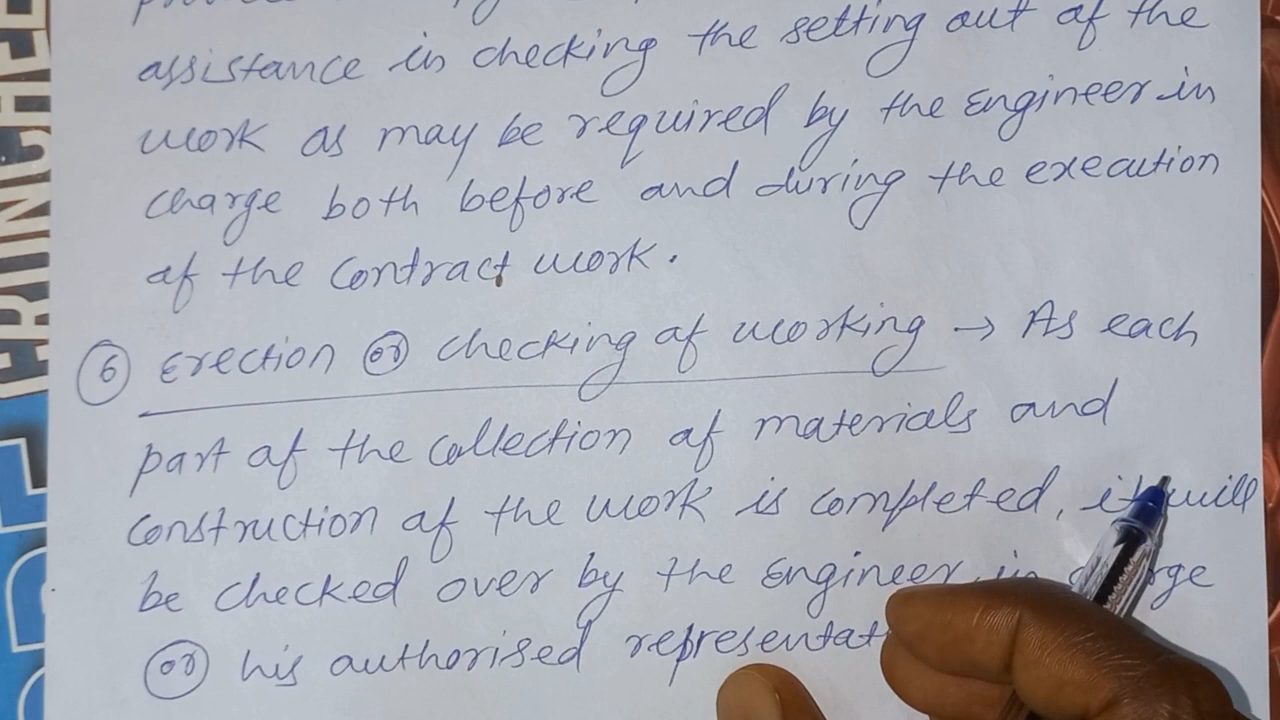 assistance in checking the setting out of the
work as may be required by the Engineer in
charge both before and during the execution
of the contract work.
⑥ Erection or checking of working → As each
part of the collection of materials and
construction of the work is completed, it will
be checked over by the Engineer in charge
or his authorised representat